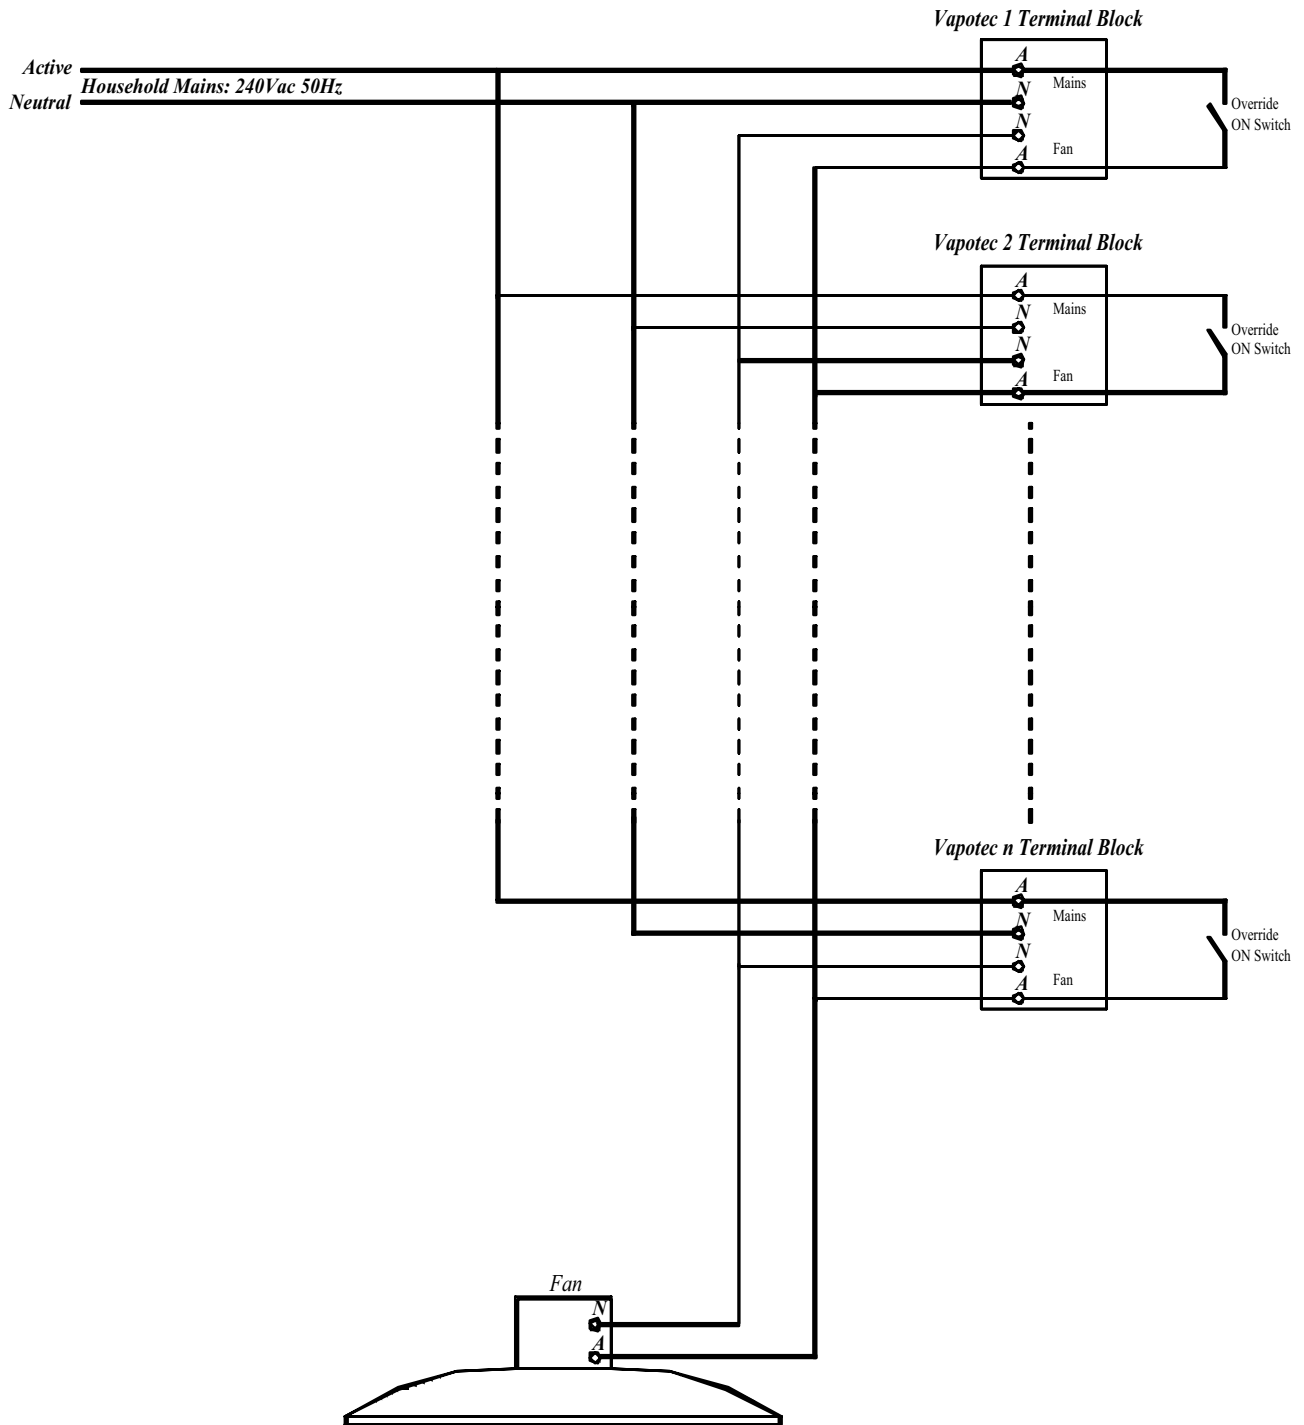 Vapotec 1 Terminal Block
A
Active
Household Mains: 240Vac 50Hz
Mains
Neutral
N
Override
ON Switch
N
Fan
A
Vapotec 2 Terminal Block
A
Mains
N
Override
ON Switch
N
Fan
A
Vapotec n Terminal Block
A
Mains
N
Override
ON Switch
N
Fan
A
Fan
N
A